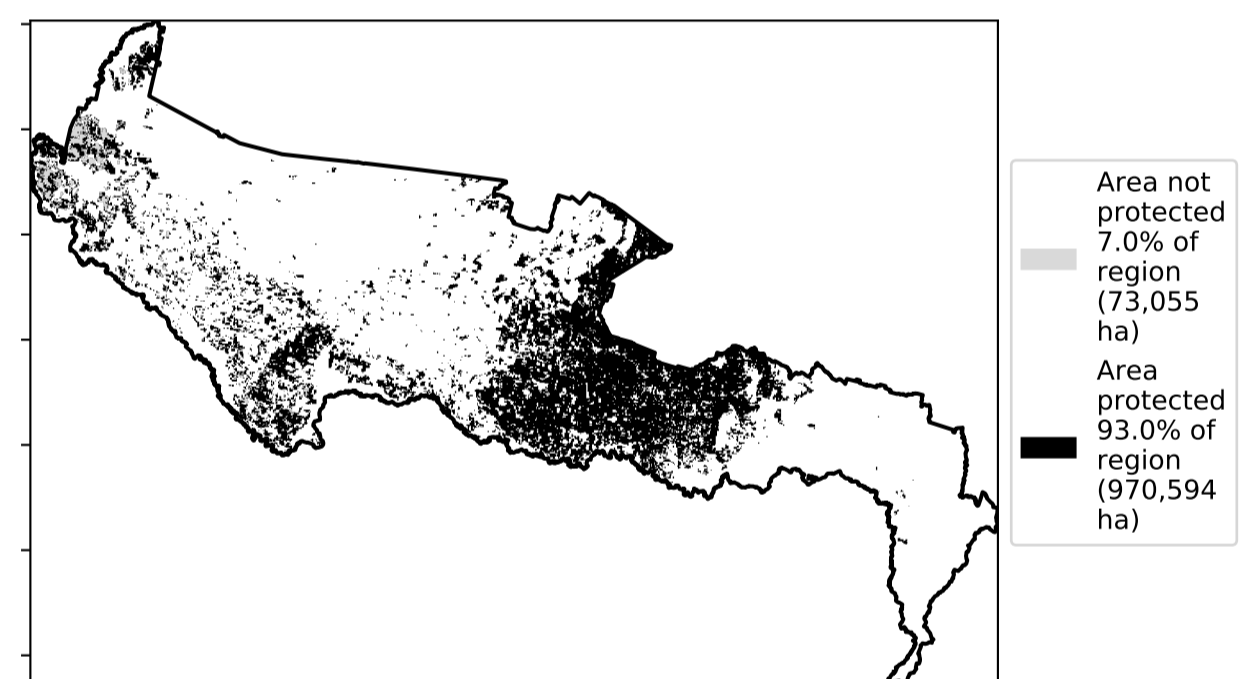 Area not
protected
7.0% of
region
(73,055
ha)
Area
protected
93.0% of
region
(970,594
ha)